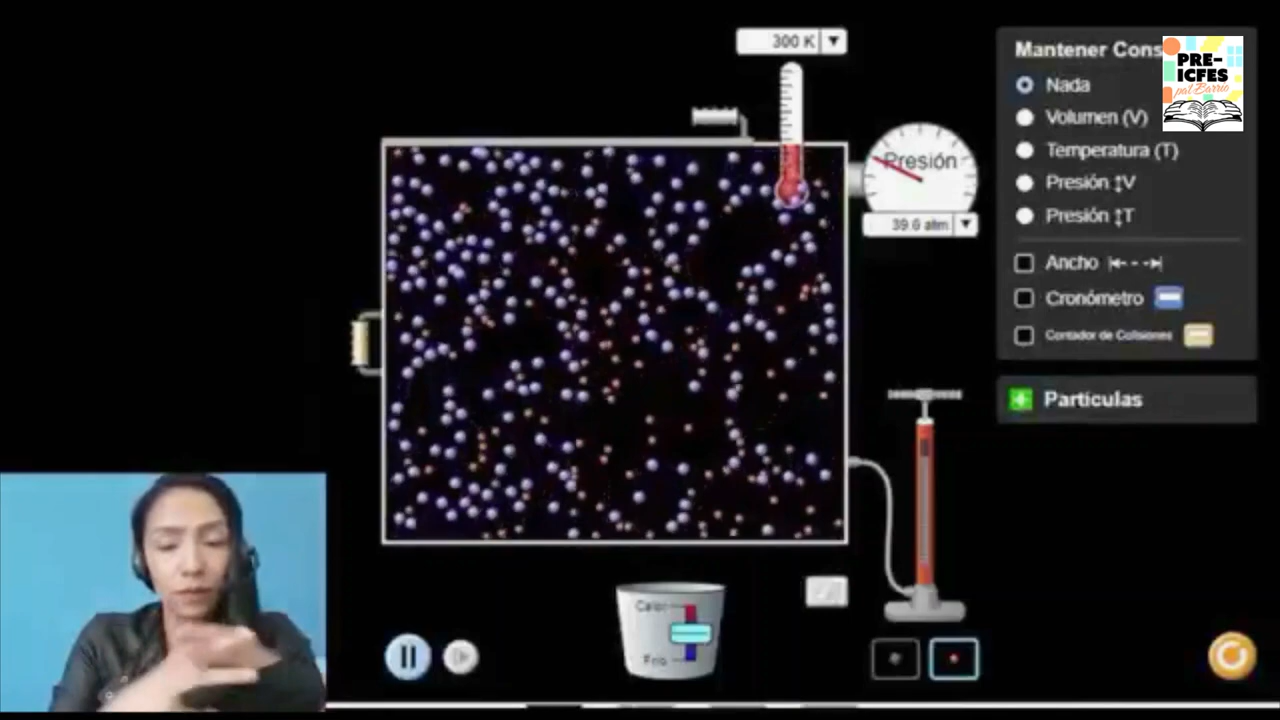 300 K
Mantener Cons
PRE-
ICFES
pal Barrio
Nada
Volumen (V)
Temperatura (T)
Presión ↕V
Presión ↕T
Ancho
Cronómetro
Contador de Colisiones
Partículas
Presión
39.6 atm
Calor
Frío